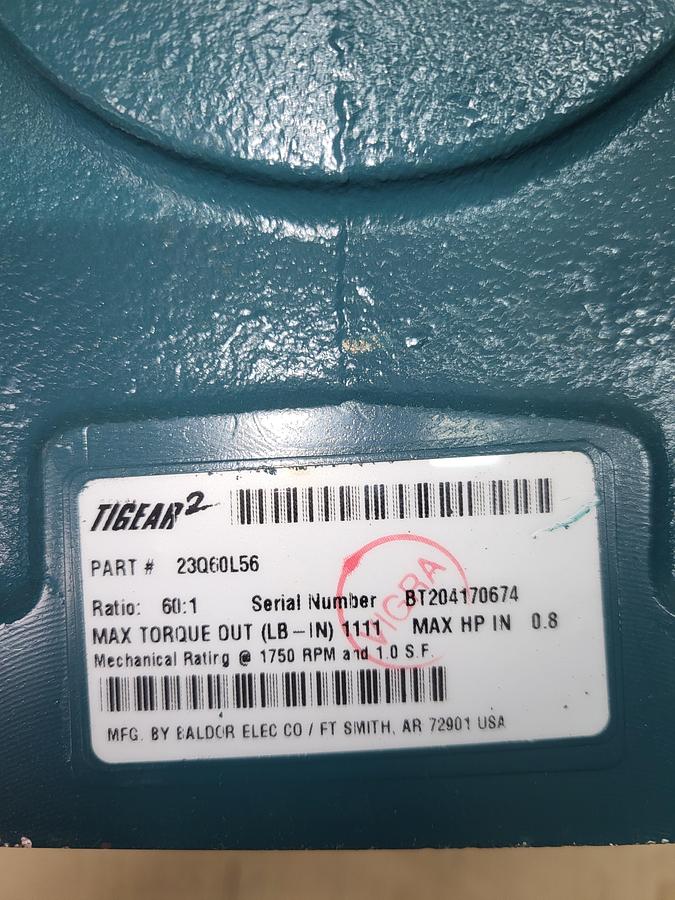 TIGEAR2
PART # 23Q60L56
Ratio: 60:1 Serial Number BT204170674
MAX TORQUE OUT (LB-IN) 1111 MAX HP IN 0.8
Mechanical Rating @ 1750 RPM and 1.0 S.F.
MFG. BY BALDOR ELEC CO / FT SMITH, AR 72901 USA
VIGRA